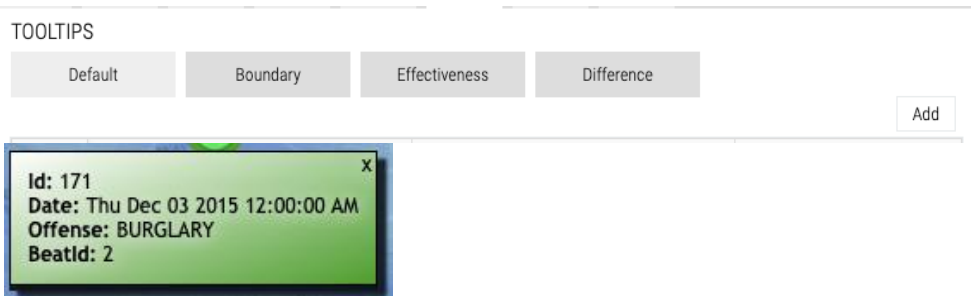 TOOLTIPS
Default Boundary Effectiveness Difference
Add
x
Id: 171
Date: Thu Dec 03 2015 12:00:00 AM
Offense: BURGLARY
BeatId: 2